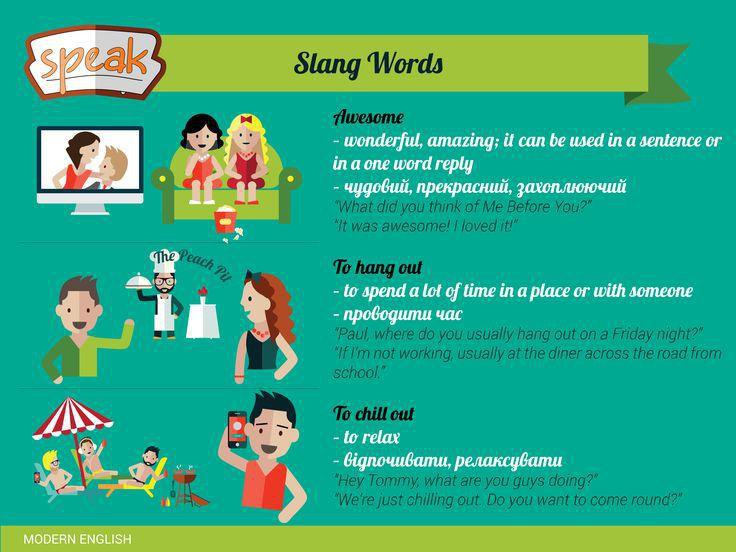 speak
Slang Words
Awesome
– wonderful, amazing; it can be used in a sentence or
in a one word reply
– чудовий, прекрасний, захоплюючий
"What did you think of Me Before You?"
"It was awesome! I loved it!"
The Peach Pit
To hang out
– to spend a lot of time in a place or with someone
– проводити час
"Paul, where do you usually hang out on a Friday night?"
"If I'm not working, usually at the diner across the road from
school."
To chill out
– to relax
– відпочивати, релаксувати
"Hey Tommy, what are you guys doing?"
"We're just chilling out. Do you want to come round?"
MODERN ENGLISH